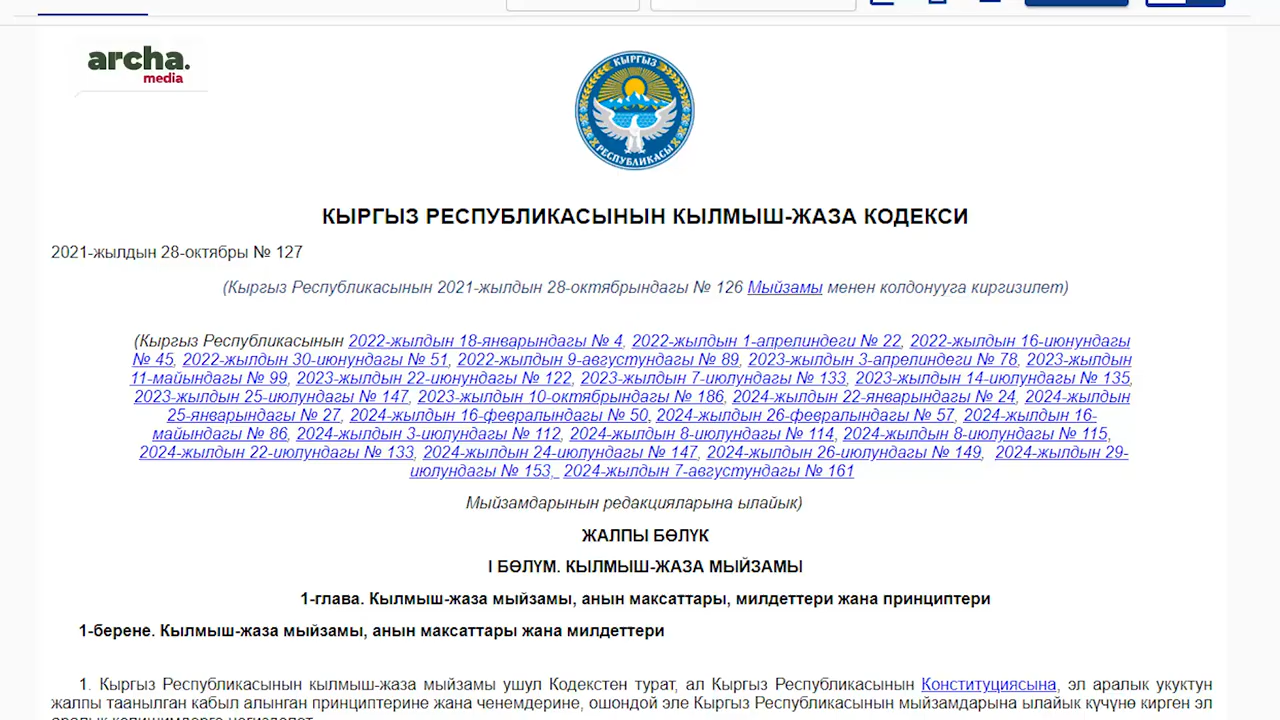 archa.
media
КЫРГЫЗ
РЕСПУБЛИКАСЫ
КЫРГЫЗ РЕСПУБЛИКАСЫНЫН КЫЛМЫШ-ЖАЗА КОДЕКСИ
2021-жылдын 28-октябры № 127
(Кыргыз Республикасынын 2021-жылдын 28-октябрындагы № 126 Мыйзамы менен колдонууга киргизилет)
(Кыргыз Республикасынын 2022-жылдын 18-январындагы № 4, 2022-жылдын 1-апрелиндеги № 22, 2022-жылдын 16-июнундагы
№ 45, 2022-жылдын 30-июнундагы № 51, 2022-жылдын 9-августундагы № 89, 2023-жылдын 3-апрелиндеги № 78, 2023-жылдын
11-майындагы № 99, 2023-жылдын 22-июнундагы № 122, 2023-жылдын 7-июлундагы № 133, 2023-жылдын 14-июлундагы № 135,
2023-жылдын 25-июлундагы № 147, 2023-жылдын 10-октябрындагы № 186, 2024-жылдын 22-январындагы № 24, 2024-жылдын
25-январындагы № 27, 2024-жылдын 16-февралындагы № 50, 2024-жылдын 26-февралындагы № 57, 2024-жылдын 16-
майындагы № 86, 2024-жылдын 3-июлундагы № 112, 2024-жылдын 8-июлундагы № 114, 2024-жылдын 8-июлундагы № 115,
2024-жылдын 22-июлундагы № 133, 2024-жылдын 24-июлундагы № 147, 2024-жылдын 26-июлундагы № 149, 2024-жылдын 29-
июлундагы № 153, 2024-жылдын 7-августундагы № 161
Мыйзамдарынын редакцияларына ылайык)
ЖАЛПЫ БӨЛҮК
I БӨЛҮМ. КЫЛМЫШ-ЖАЗА МЫЙЗАМЫ
1-глава. Кылмыш-жаза мыйзамы, анын максаттары, милдеттери жана принциптери
1-берене. Кылмыш-жаза мыйзамы, анын максаттары жана милдеттери
1. Кыргыз Республикасынын кылмыш-жаза мыйзамы ушул Кодекстен турат, ал Кыргыз Республикасынын Конституциясына, эл аралык укуктун
жалпы таанылган кабыл алынган принциптерине жана ченемдерине, ошондой эле Кыргыз Республикасынын мыйзамдарына ылайык күчүнө кирген эл